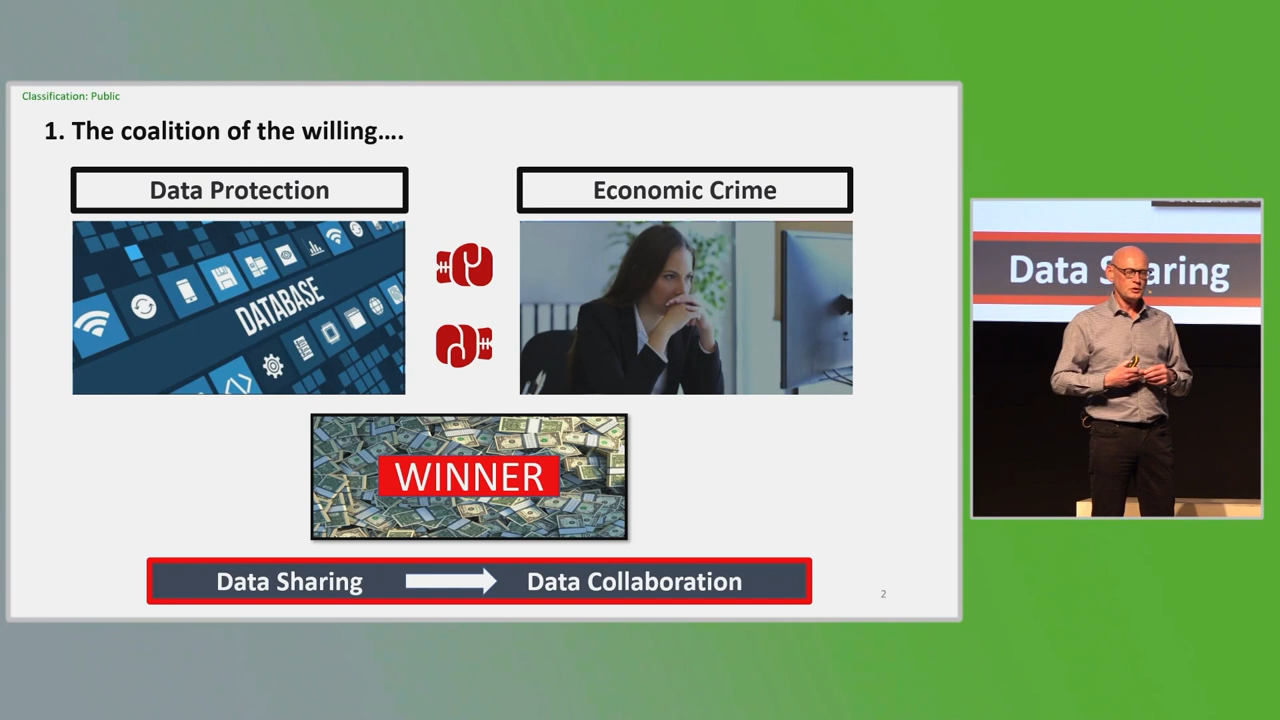 Classification: Public
1. The coalition of the willing....
Data Protection
Economic Crime
DATABASE
WINNER
Data Sharing
Data Collaboration
2
Data Sharing